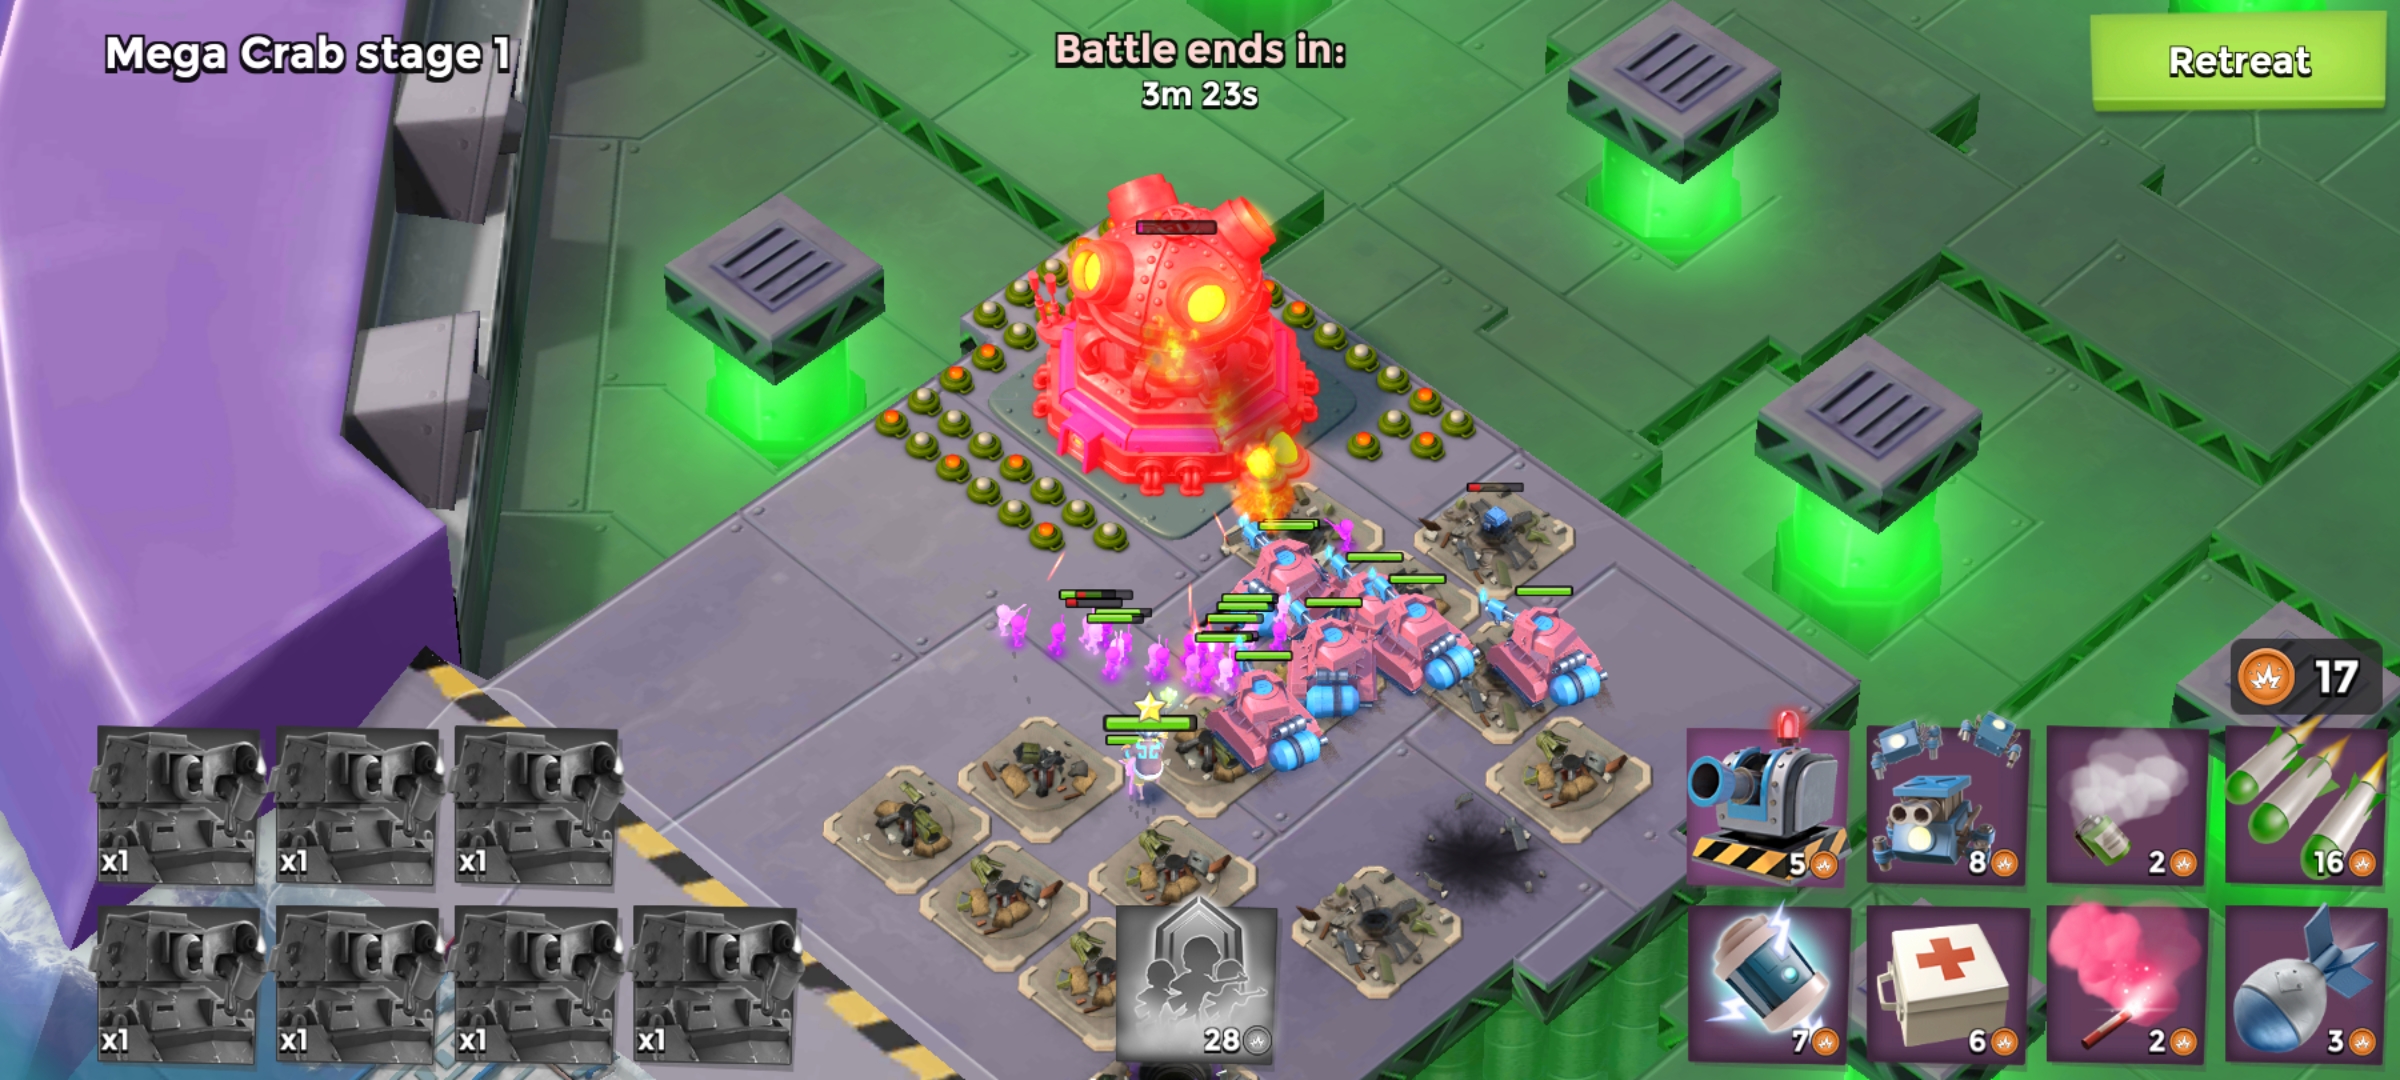 Mega Crab stage 1
Battle ends in:
3m 23s
Retreat
17
5
8
2
16
x1
x1
x1
x1
x1
x1
x1
28
7
6
2
3